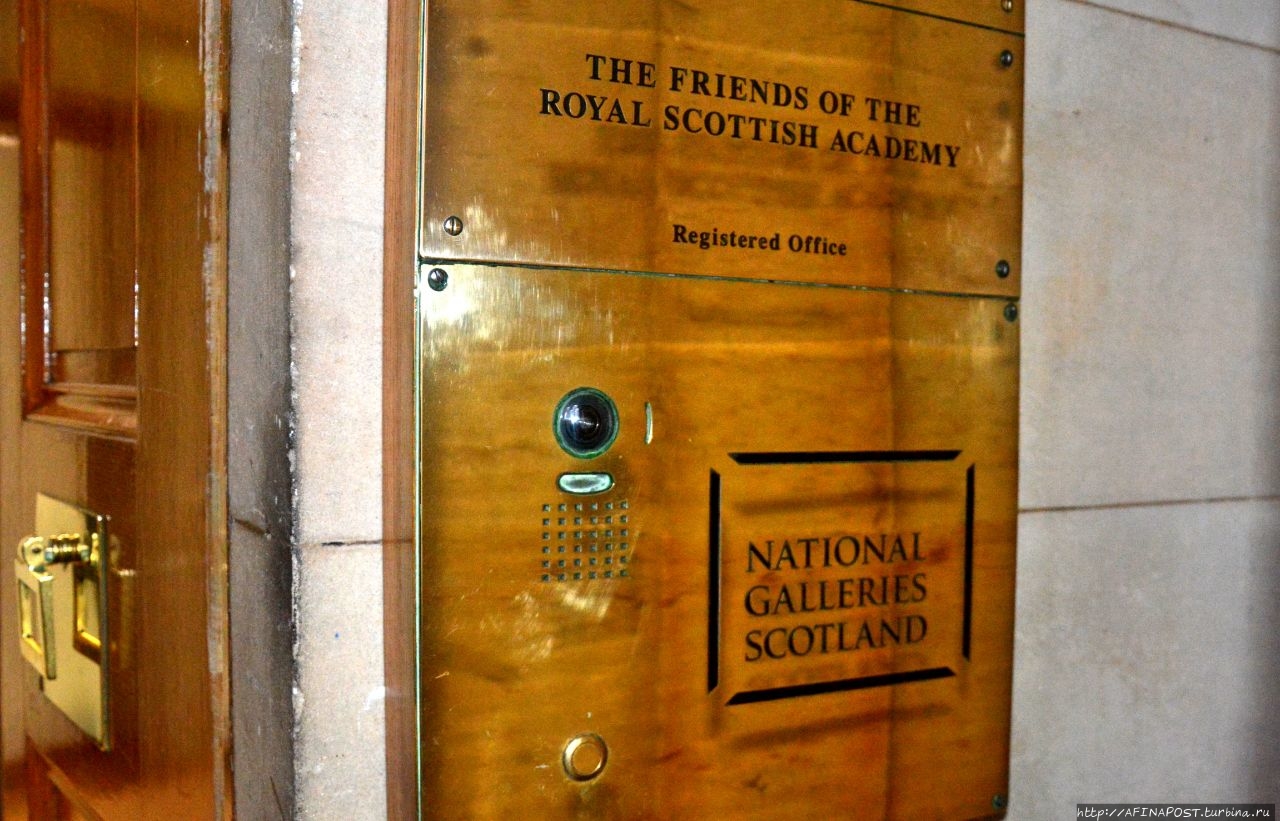 THE FRIENDS OF THE
ROYAL SCOTTISH ACADEMY
Registered Office
NATIONAL
GALLERIES
SCOTLAND
http://AFINAPOST.turbina.ru